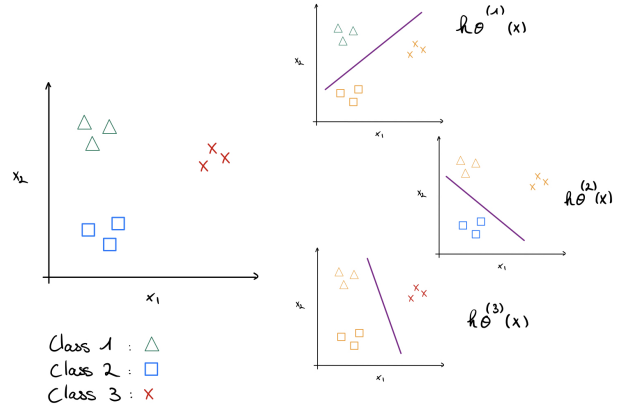 x₂
x₁
Class 1 : △
Class 2 : □
Class 3 : ×
x₂
x₁
hθ⁽¹⁾(x)
x₂
x₁
hθ⁽²⁾(x)
x₂
x₁
hθ⁽³⁾(x)